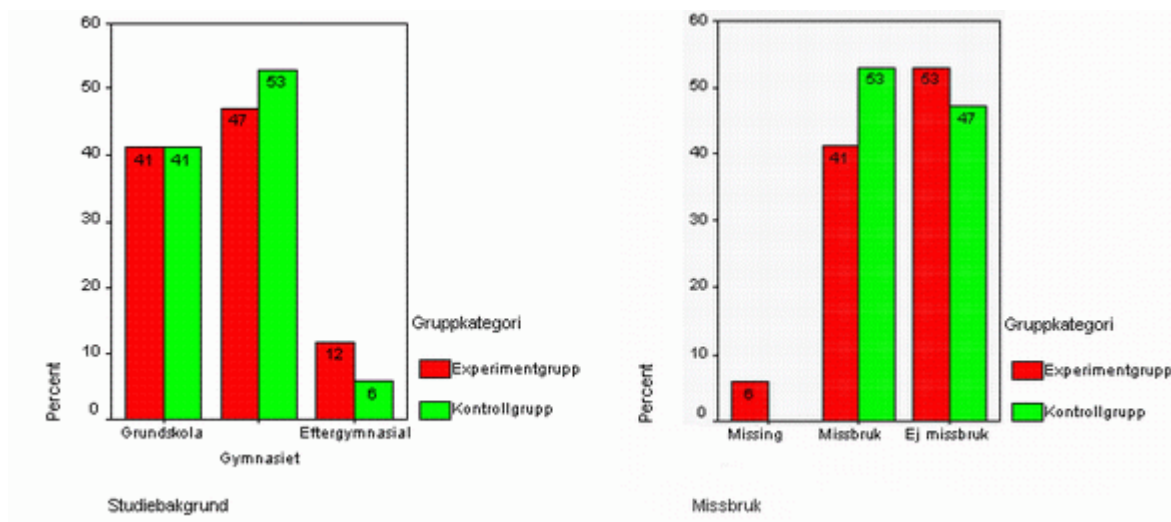 60
50
40
30
20
10
0
Percent
41
41
47
53
12
6
Grundskola
Gymnasiet
Eftergymnasial
Studiebakgrund
Gruppkategori
Experimentgrupp
Kontrollgrupp
60
50
40
30
20
10
0
Percent
6
41
53
53
47
Missing
Missbruk
Ej missbruk
Missbruk
Gruppkategori
Experimentgrupp
Kontrollgrupp